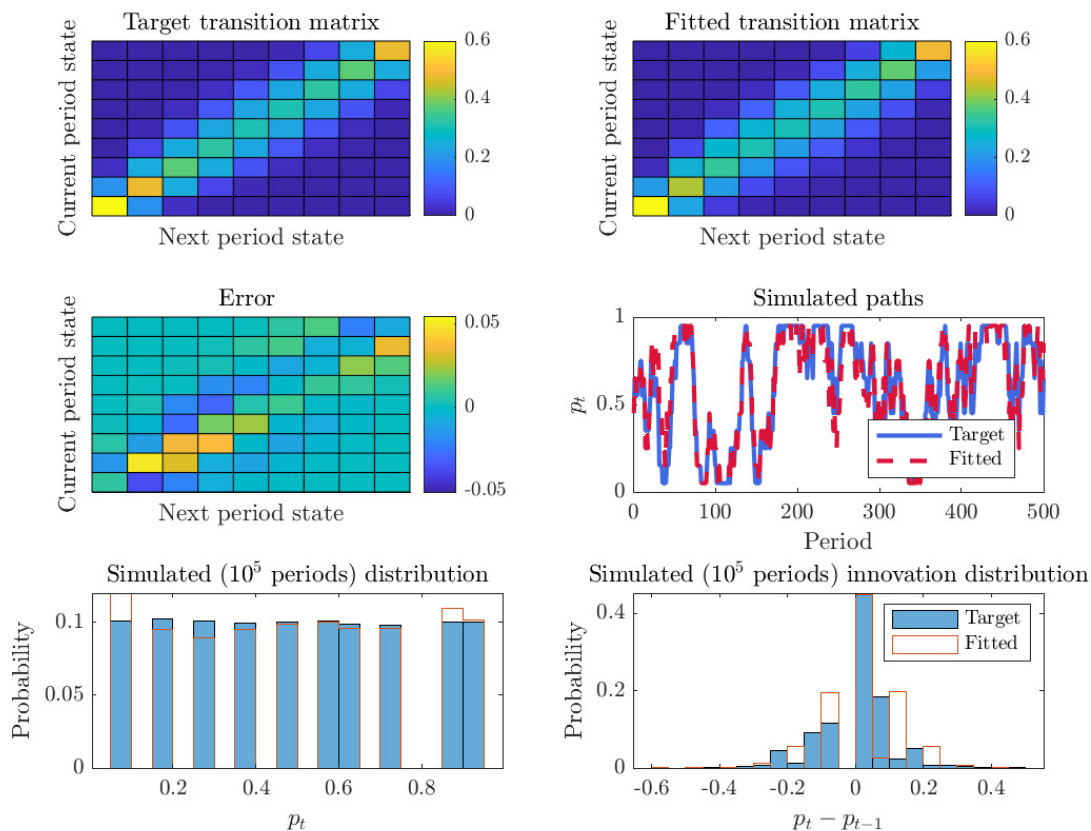 Target transition matrix
Current period state
Next period state
0.6
0.4
0.2
0
Fitted transition matrix
Current period state
Next period state
0.6
0.4
0.2
0
Error
Current period state
Next period state
0.05
0
-0.05
Simulated paths
p_t
1
0.5
0
0 100 200 300 400 500
Period
Target
Fitted
Simulated (10^5 periods) distribution
Probability
0.1
0.05
0
0.2 0.4 0.6 0.8
p_t
Simulated (10^5 periods) innovation distribution
Probability
0.4
0.2
0
-0.6 -0.4 -0.2 0 0.2 0.4
p_t − p_{t−1}
Target
Fitted